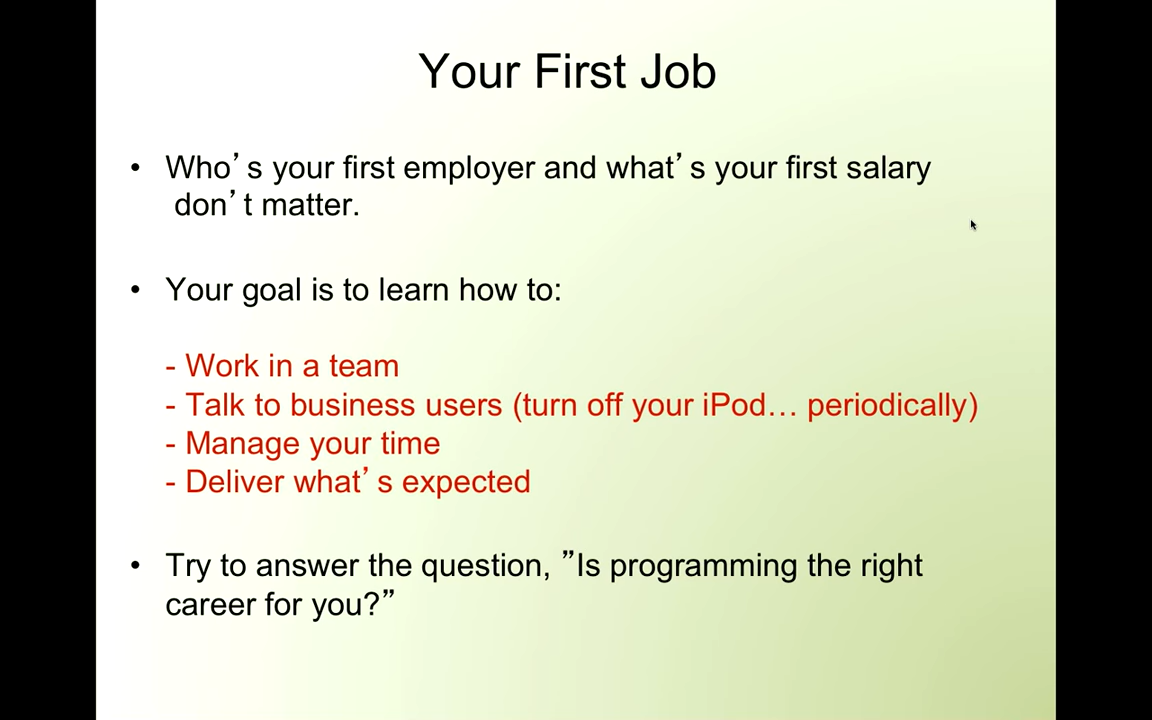 Your First Job
• Who’s your first employer and what’s your first salary
don’t matter.
• Your goal is to learn how to:
- Work in a team
- Talk to business users (turn off your iPod… periodically)
- Manage your time
- Deliver what’s expected
• Try to answer the question, ”Is programming the right
career for you?”